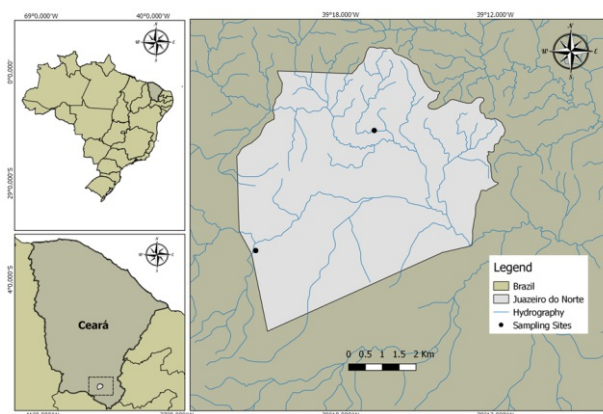 69°0.000'W
40°0.000'W
0°0.000'
29°0.000'S
N
W
E
S
4°0.000'S
Ceará
39°18.000'W
39°12.000'W
N
W
E
S
Legend
Brazil
Juazeiro do Norte
Hydrography
Sampling Sites
0 0.5 1 1.5 2 Km